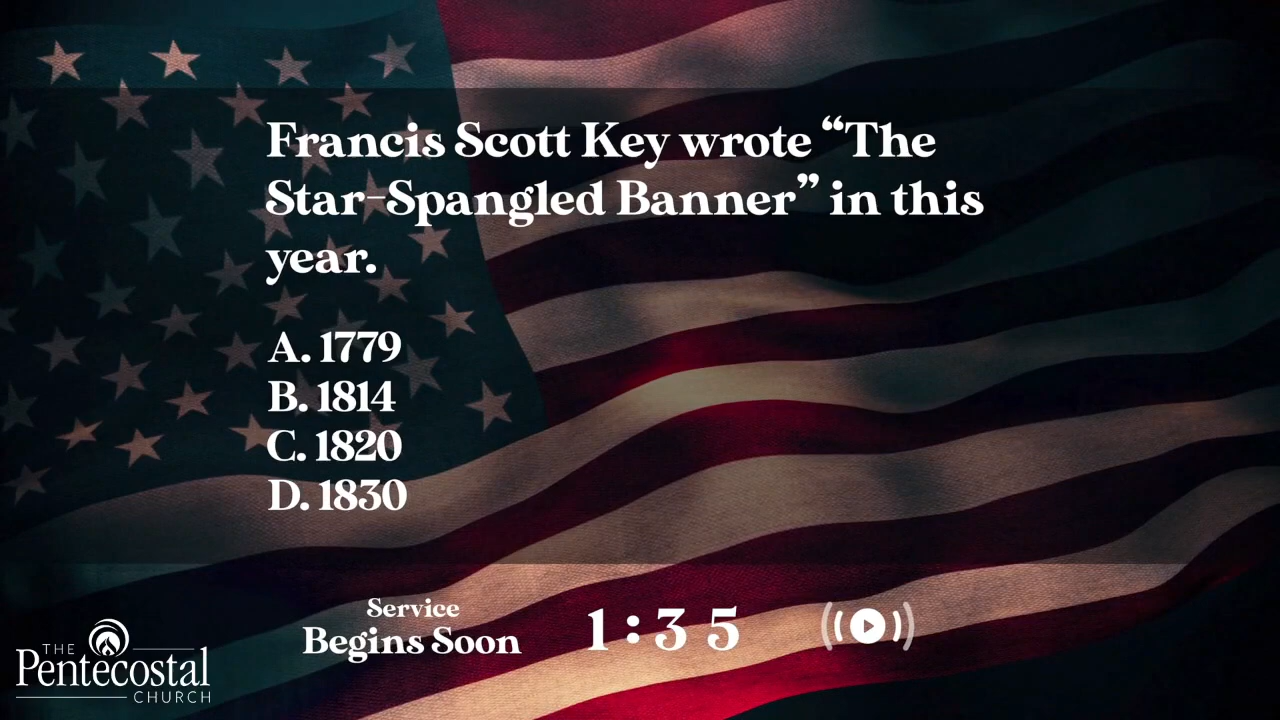 Francis Scott Key wrote “The
Star-Spangled Banner” in this
year.
A. 1779
B. 1814
C. 1820
D. 1830
Service
Begins Soon
1:35
THE
Pentecostal
CHURCH